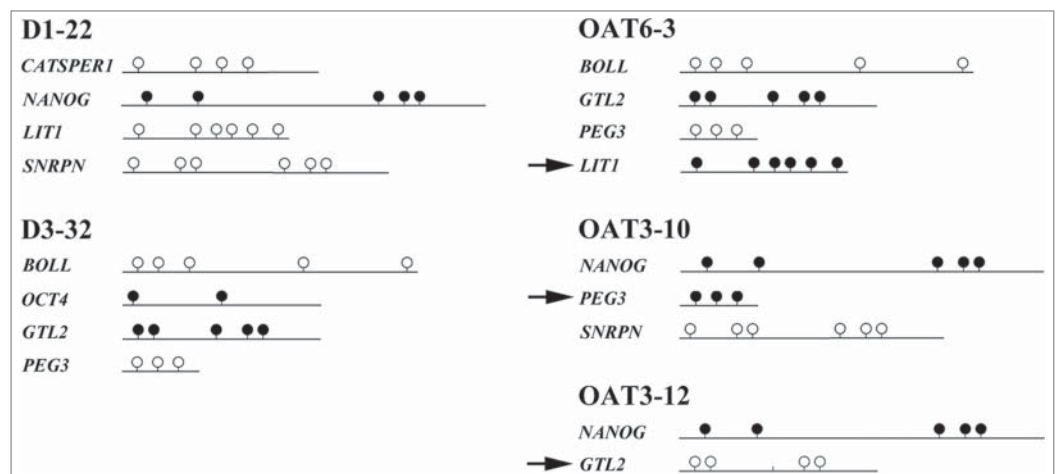 D1-22
CATSPER1
NANOG
LIT1
SNRPN
D3-32
BOLL
OCT4
GTL2
PEG3
OAT6-3
BOLL
GTL2
PEG3
LIT1
OAT3-10
NANOG
PEG3
SNRPN
OAT3-12
NANOG
GTL2